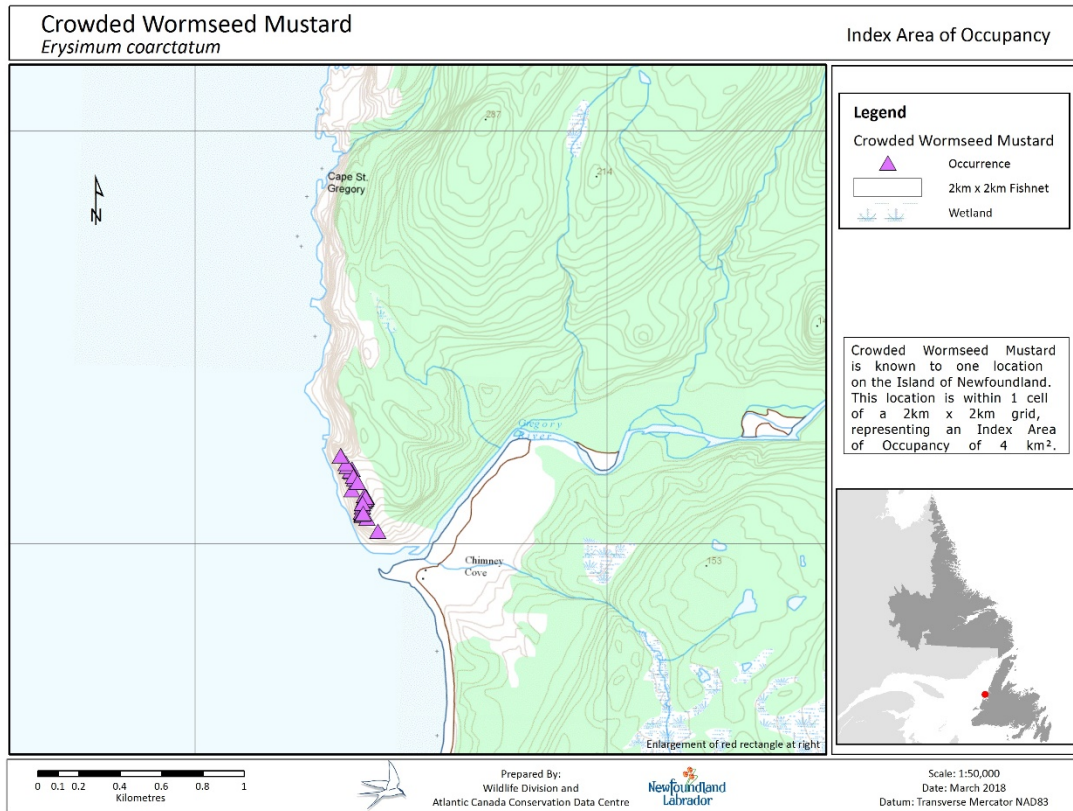 Crowded Wormseed Mustard
Erysimum coarctatum
Index Area of Occupancy
287
214
Cape St.
Gregory
N
Gregory
River
Chimney
Cove
153
Enlargement of red rectangle at right
Legend
Crowded Wormseed Mustard
Occurrence
2km x 2km Fishnet
Wetland
Crowded Wormseed Mustard
is known to one location
on the Island of Newfoundland.
This location is within 1 cell
of a 2km x 2km grid,
representing an Index Area
of Occupancy of 4 km².
0 0.1 0.2 0.4 0.6 0.8 1
Kilometres
Prepared By:
Wildlife Division and
Atlantic Canada Conservation Data Centre
Newfoundland
Labrador
Scale: 1:50,000
Date: March 2018
Datum: Transverse Mercator NAD83